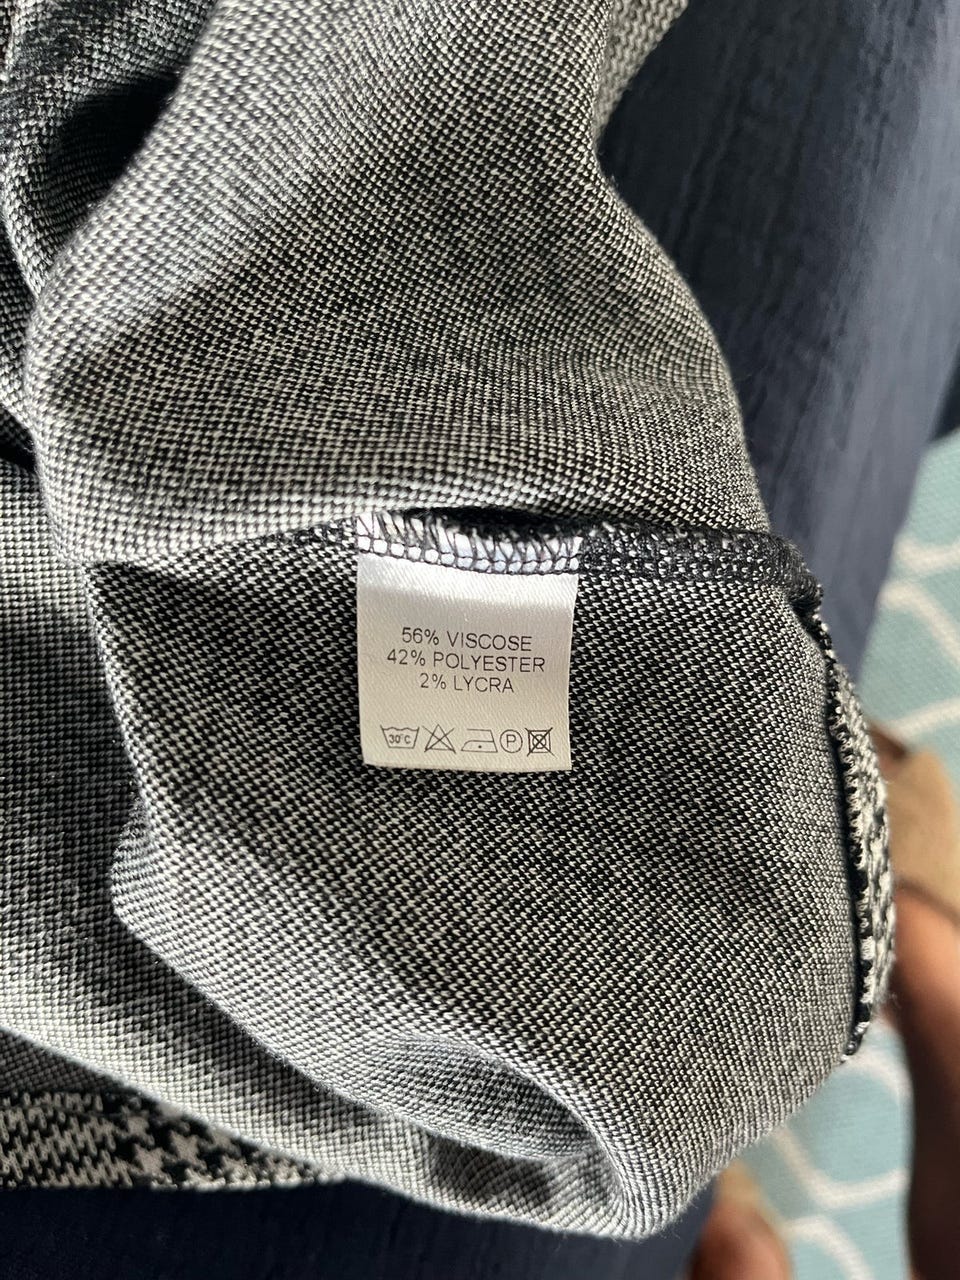 56% VISCOSE
42% POLYESTER
2% LYCRA
30°C P